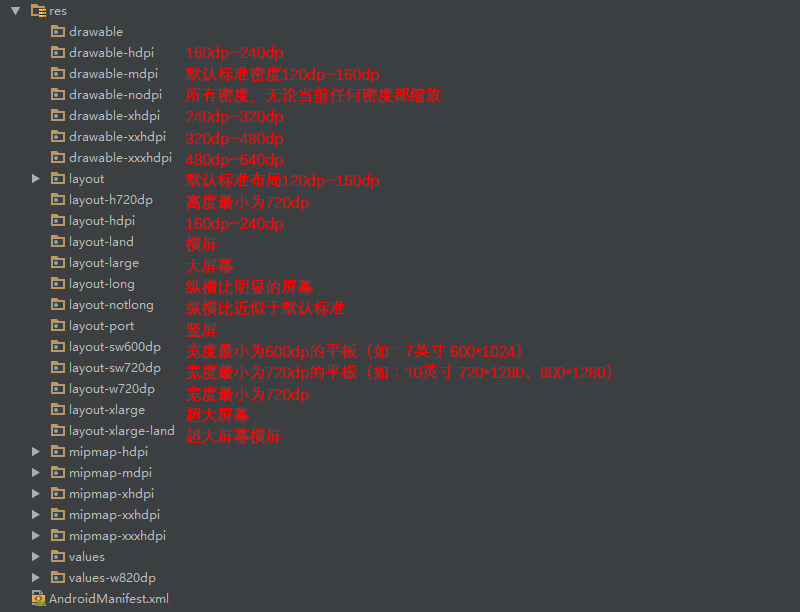 res
drawable
drawable-hdpi 160dp~240dp
drawable-mdpi 默认标准密度120dp~160dp
drawable-nodpi 所有密度，无论当前任何密度都缩放
drawable-xhdpi 240dp~320dp
drawable-xxhdpi 320dp~480dp
drawable-xxxhdpi 480dp~640dp
layout 默认标准布局120dp~160dp
layout-h720dp 高度最小为720dp
layout-hdpi 160dp~240dp
layout-land 横屏
layout-large 大屏幕
layout-long 纵横比明显的屏幕
layout-notlong 纵横比近似于默认标准
layout-port 竖屏
layout-sw600dp 宽度最小为600dp的平板（如：7英寸 600*1024）
layout-sw720dp 宽度最小为720dp的平板（如：10英寸 720*1280、800*1280）
layout-w720dp 宽度最小为720dp
layout-xlarge 超大屏幕
layout-xlarge-land 超大屏幕横屏
mipmap-hdpi
mipmap-mdpi
mipmap-xhdpi
mipmap-xxhdpi
mipmap-xxxhdpi
values
values-w820dp
AndroidManifest.xml